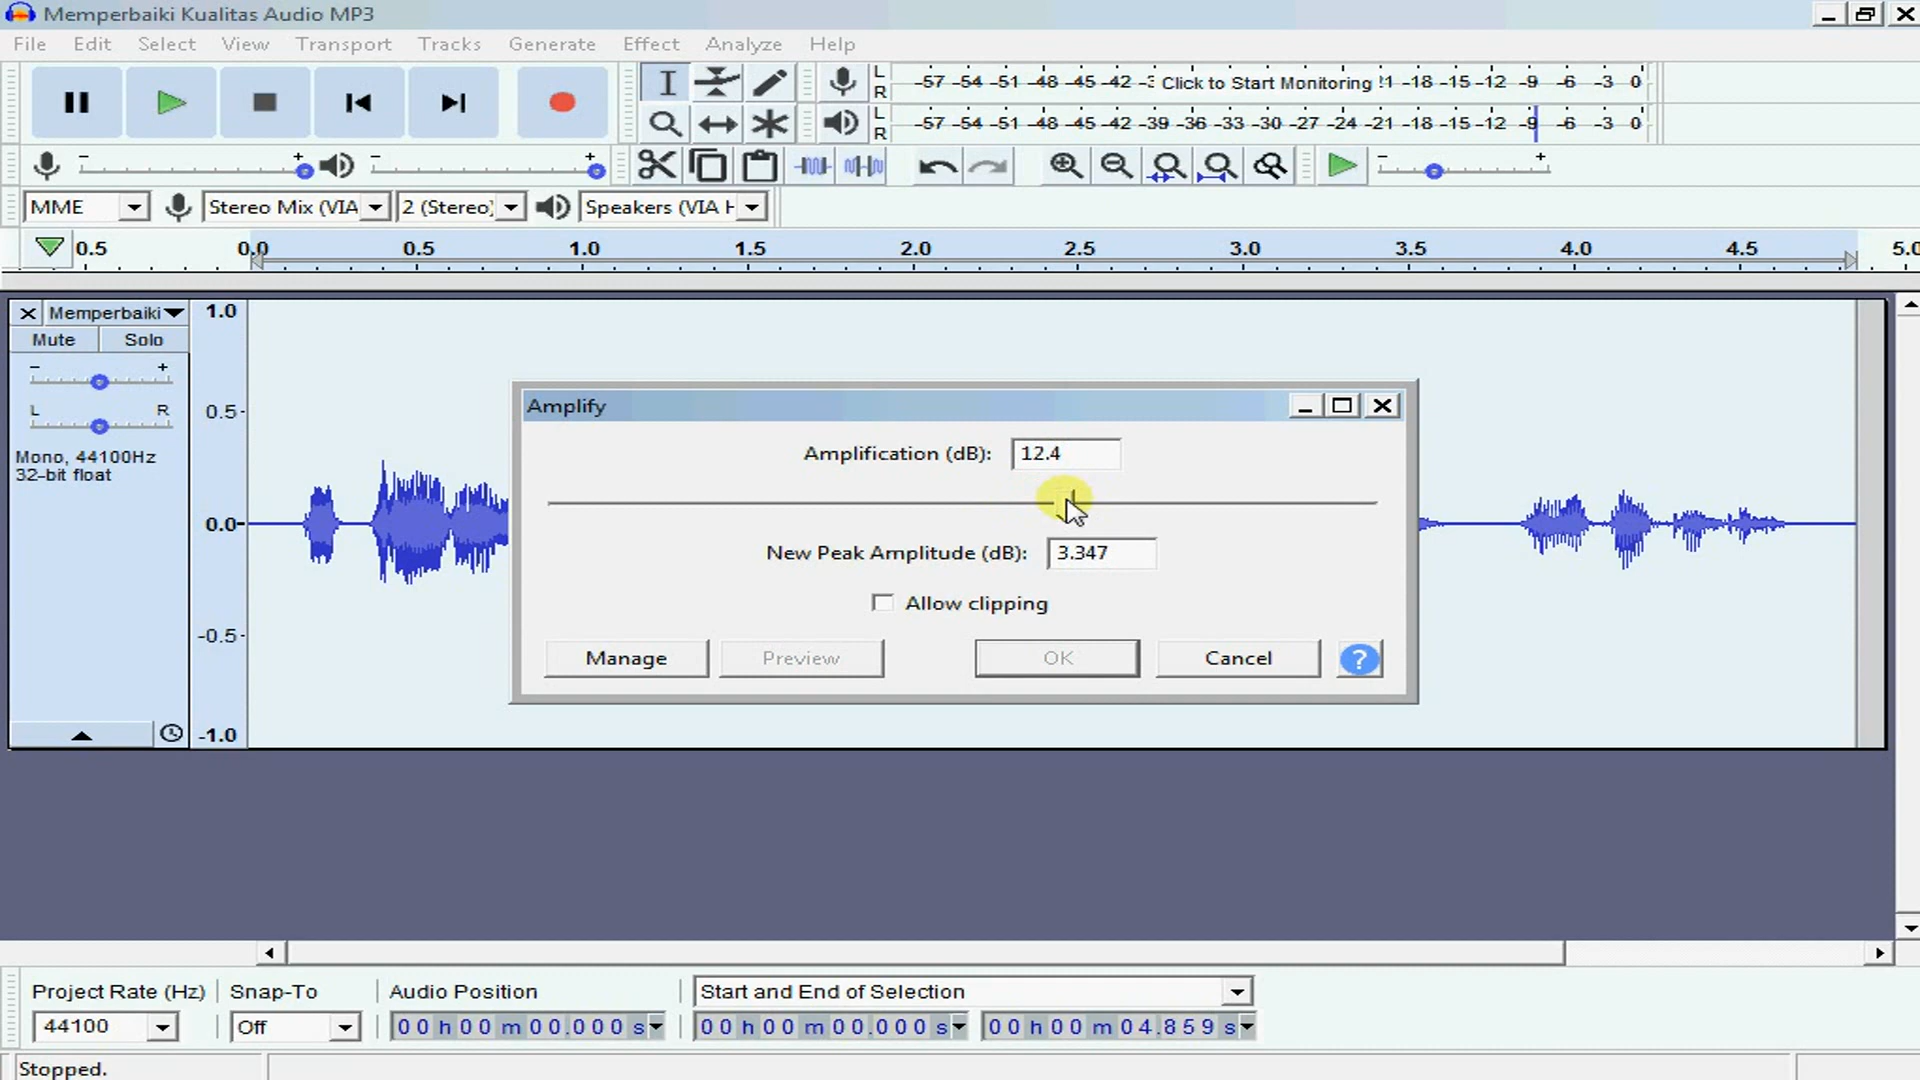 Memperbaiki Kualitas Audio MP3
File Edit Select View Transport Tracks Generate Effect Analyze Help
L R -57 -54 -51 -48 -45 -42 Click to Start Monitoring -18 -15 -12 -9 -6 -3 0
L R -57 -54 -51 -48 -45 -42 -39 -36 -33 -30 -27 -24 -21 -18 -15 -12 -9 -6 -3 0
MME Stereo Mix (VIA 2 (Stereo) Speakers (VIA H
0.5 0.0 0.5 1.0 1.5 2.0 2.5 3.0 3.5 4.0 4.5 5.0
Memperbaiki 1.0
Mute Solo
- +
L R 0.5
Mono, 44100Hz
32-bit float
0.0
-0.5
-1.0
Amplify
Amplification (dB): 12.4
New Peak Amplitude (dB): 3.347
Allow clipping
Manage Preview OK Cancel ?
Project Rate (Hz) Snap-To Audio Position Start and End of Selection
44100 Off 00 h 00 m 00.000 s 00 h 00 m 00.000 s 00 h 00 m 04.859 s
Stopped.